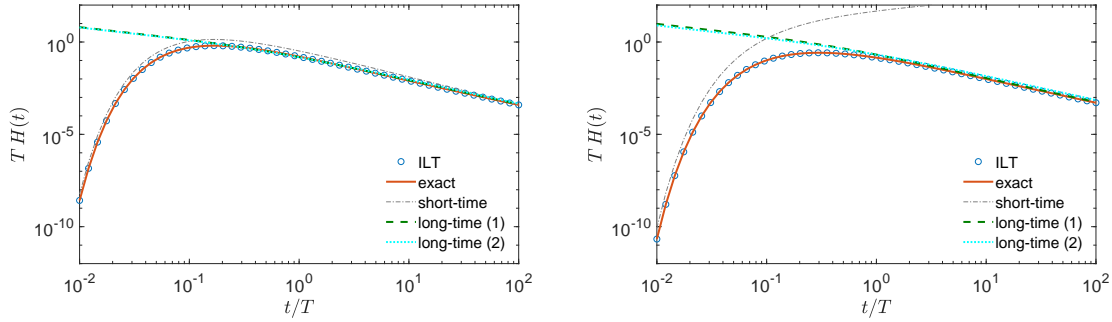 10^0
10^-5
10^-10
T H(t)
ILT
exact
short-time
long-time (1)
long-time (2)
10^-2 10^-1 10^0 10^1 10^2
t/T
10^0
10^-5
10^-10
T H(t)
ILT
exact
short-time
long-time (1)
long-time (2)
10^-2 10^-1 10^0 10^1 10^2
t/T